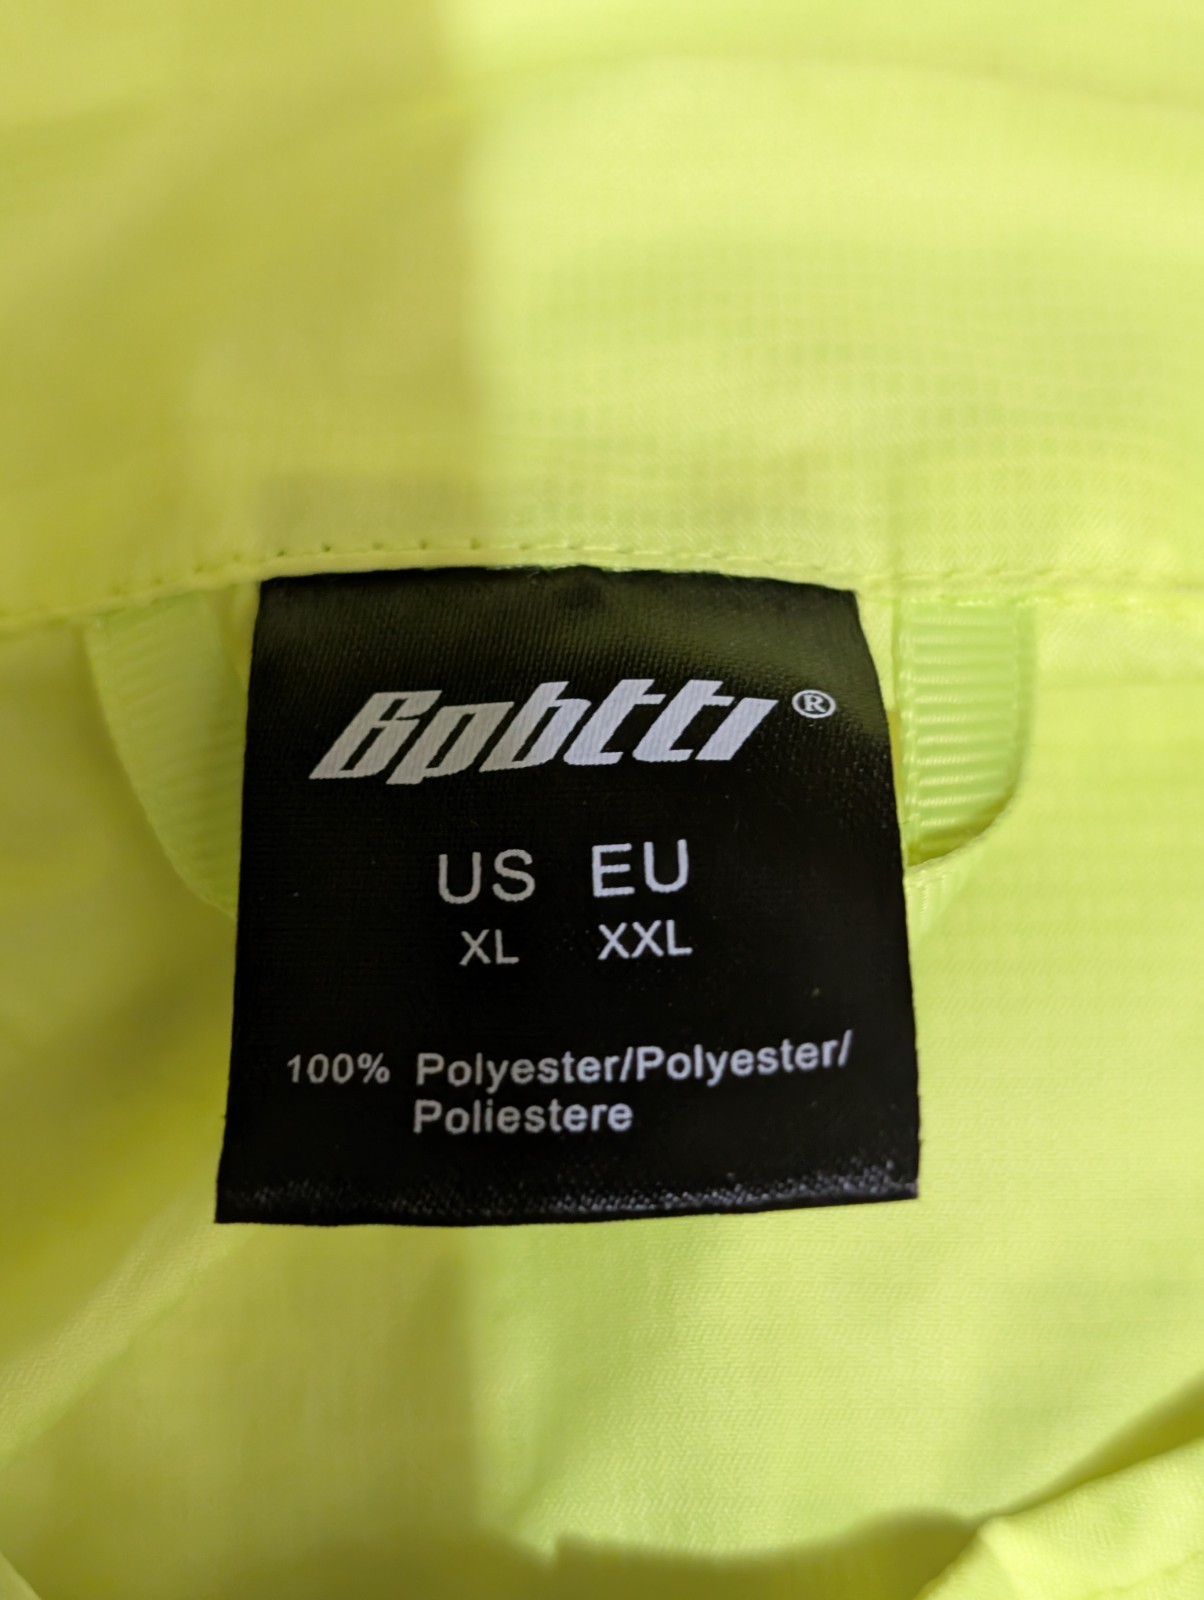 Bpbtti®
US EU
XL XXL
100% Polyester/Polyester/
Poliestere